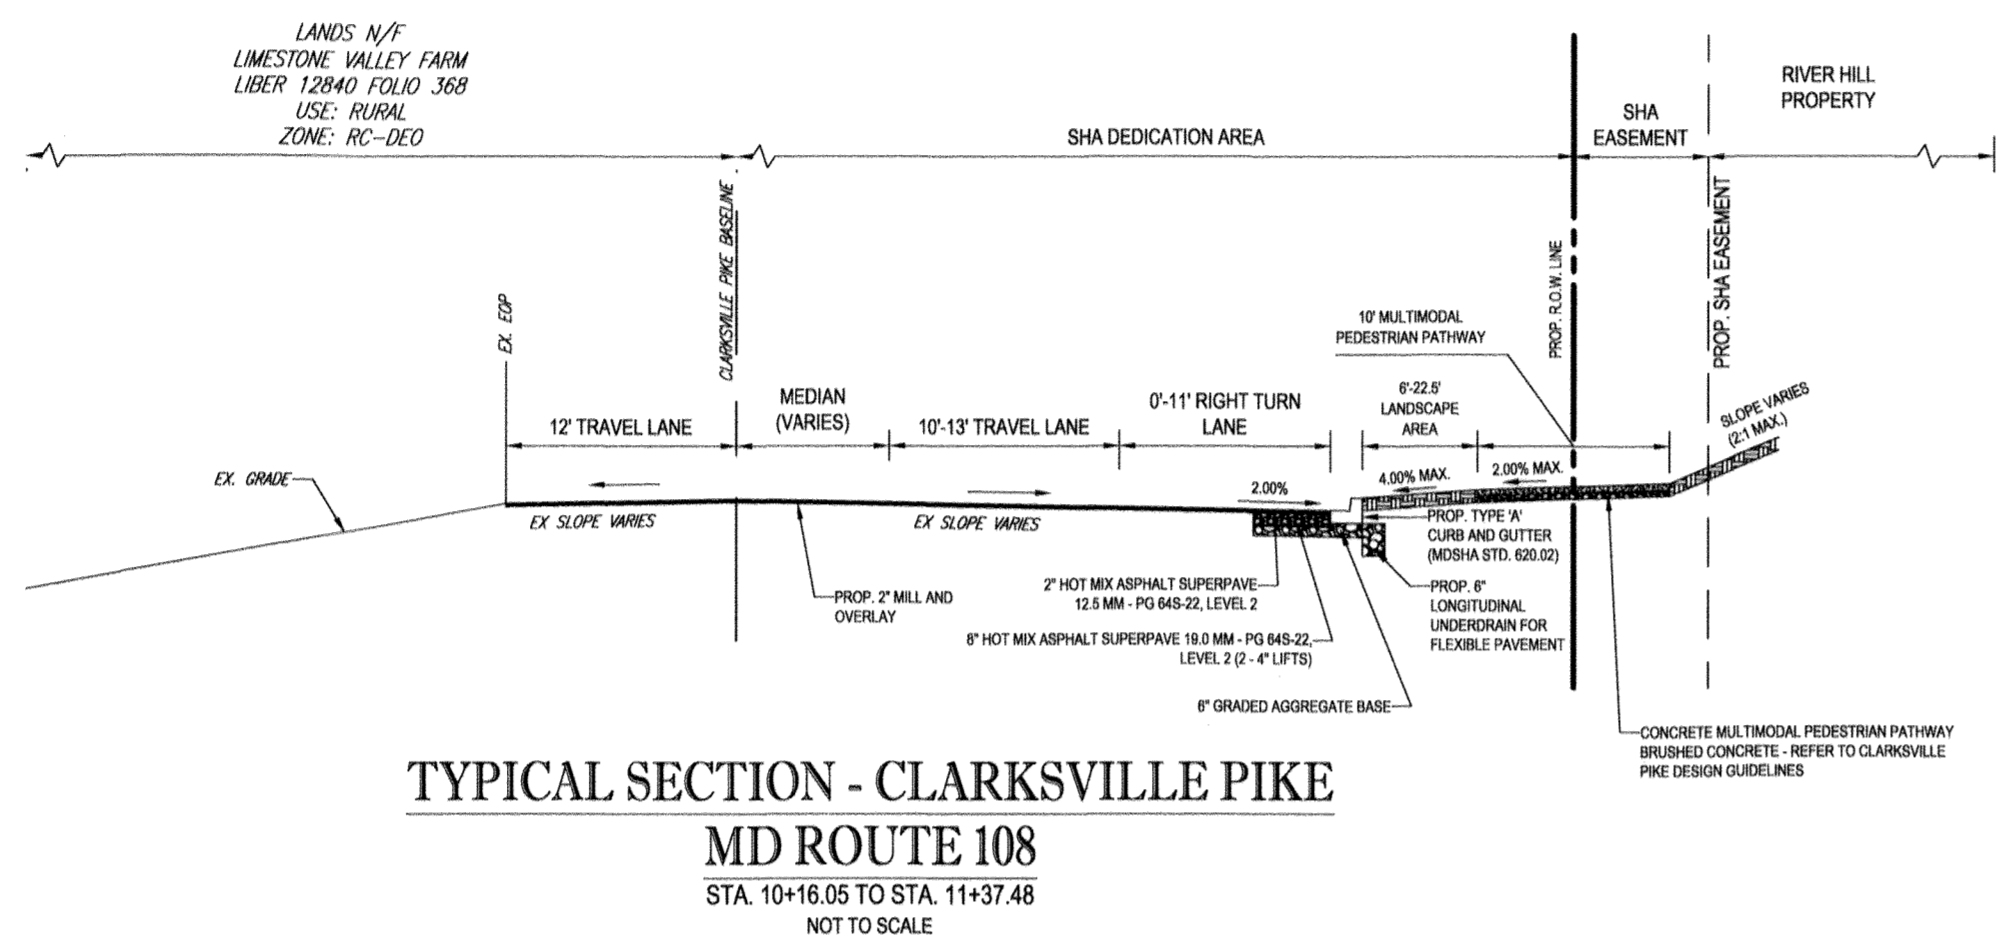 LANDS N/F
LIMESTONE VALLEY FARM
LIBER 12840 FOLIO 368
USE: RURAL
ZONE: RC-DEO
SHA DEDICATION AREA
SHA
EASEMENT
RIVER HILL
PROPERTY
CLARKSVILLE PIKE BASELINE
PROP. R.O.W. LINE
PROP. SHA EASEMENT
EX. EOP
10' MULTIMODAL
PEDESTRIAN PATHWAY
12' TRAVEL LANE
MEDIAN
(VARIES)
10'-13' TRAVEL LANE
0'-11' RIGHT TURN
LANE
6'-22.5'
LANDSCAPE
AREA
SLOPE VARIES
(2:1 MAX.)
EX. GRADE
2.00%
4.00% MAX.
2.00% MAX.
EX SLOPE VARIES
EX SLOPE VARIES
PROP. TYPE 'A'
CURB AND GUTTER
(MDSHA STD. 620.02)
PROP. 2" MILL AND
OVERLAY
2" HOT MIX ASPHALT SUPERPAVE
12.5 MM - PG 64S-22, LEVEL 2
8" HOT MIX ASPHALT SUPERPAVE 19.0 MM - PG 64S-22,
LEVEL 2 (2 - 4" LIFTS)
PROP. 6"
LONGITUDINAL
UNDERDRAIN FOR
FLEXIBLE PAVEMENT
6" GRADED AGGREGATE BASE
CONCRETE MULTIMODAL PEDESTRIAN PATHWAY
BRUSHED CONCRETE - REFER TO CLARKSVILLE
PIKE DESIGN GUIDELINES
TYPICAL SECTION - CLARKSVILLE PIKE
MD ROUTE 108
STA. 10+16.05 TO STA. 11+37.48
NOT TO SCALE